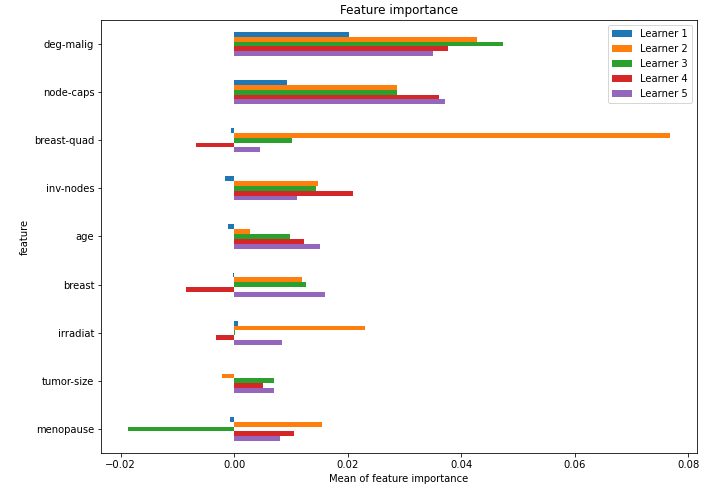 Feature importance
Learner 1
Learner 2
Learner 3
Learner 4
Learner 5
deg-malig
node-caps
breast-quad
inv-nodes
age
breast
irradiat
tumor-size
menopause
feature
−0.02 0.00 0.02 0.04 0.06 0.08
Mean of feature importance